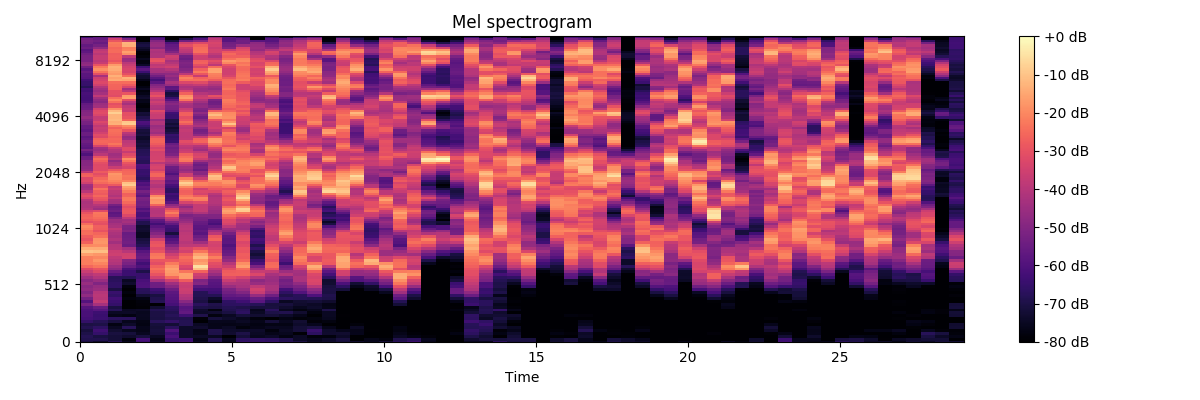 Mel spectrogram
8192
4096
2048
1024
512
0
Hz
0 5 10 15 20 25
Time
+0 dB
-10 dB
-20 dB
-30 dB
-40 dB
-50 dB
-60 dB
-70 dB
-80 dB